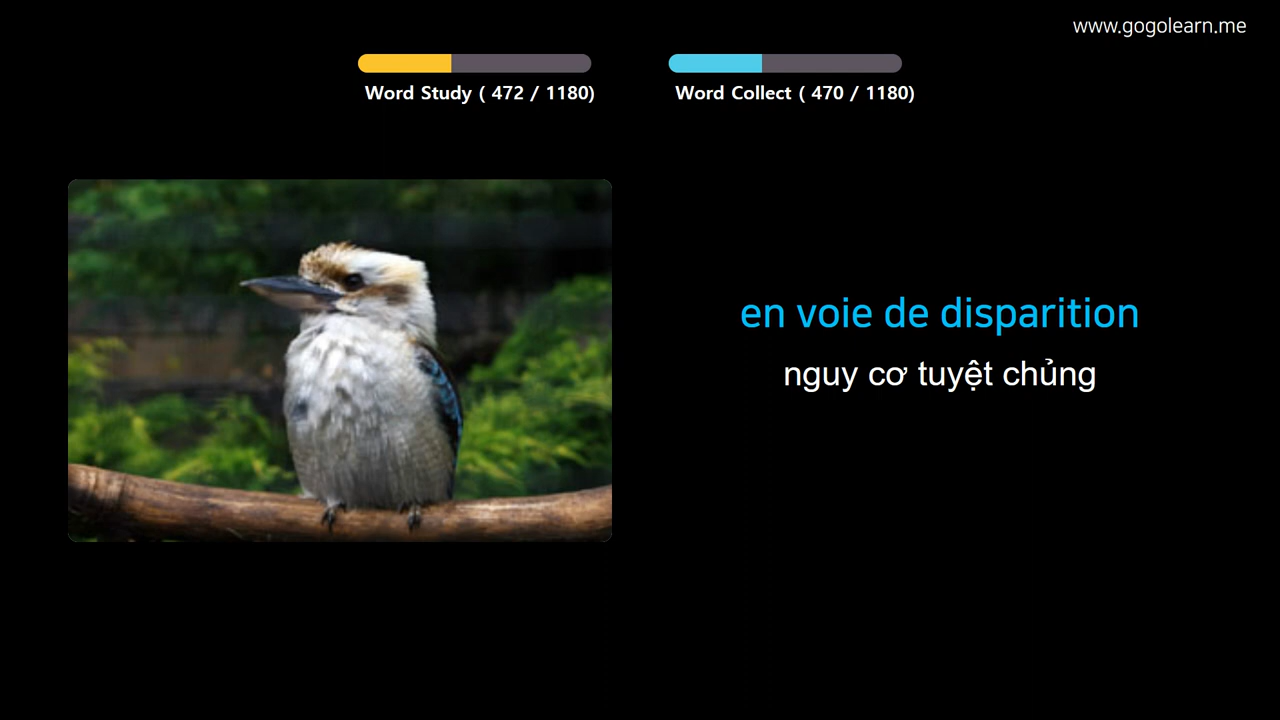 www.gogolearn.me
Word Study ( 472 / 1180)
Word Collect ( 470 / 1180)
en voie de disparition
nguy cơ tuyệt chủng